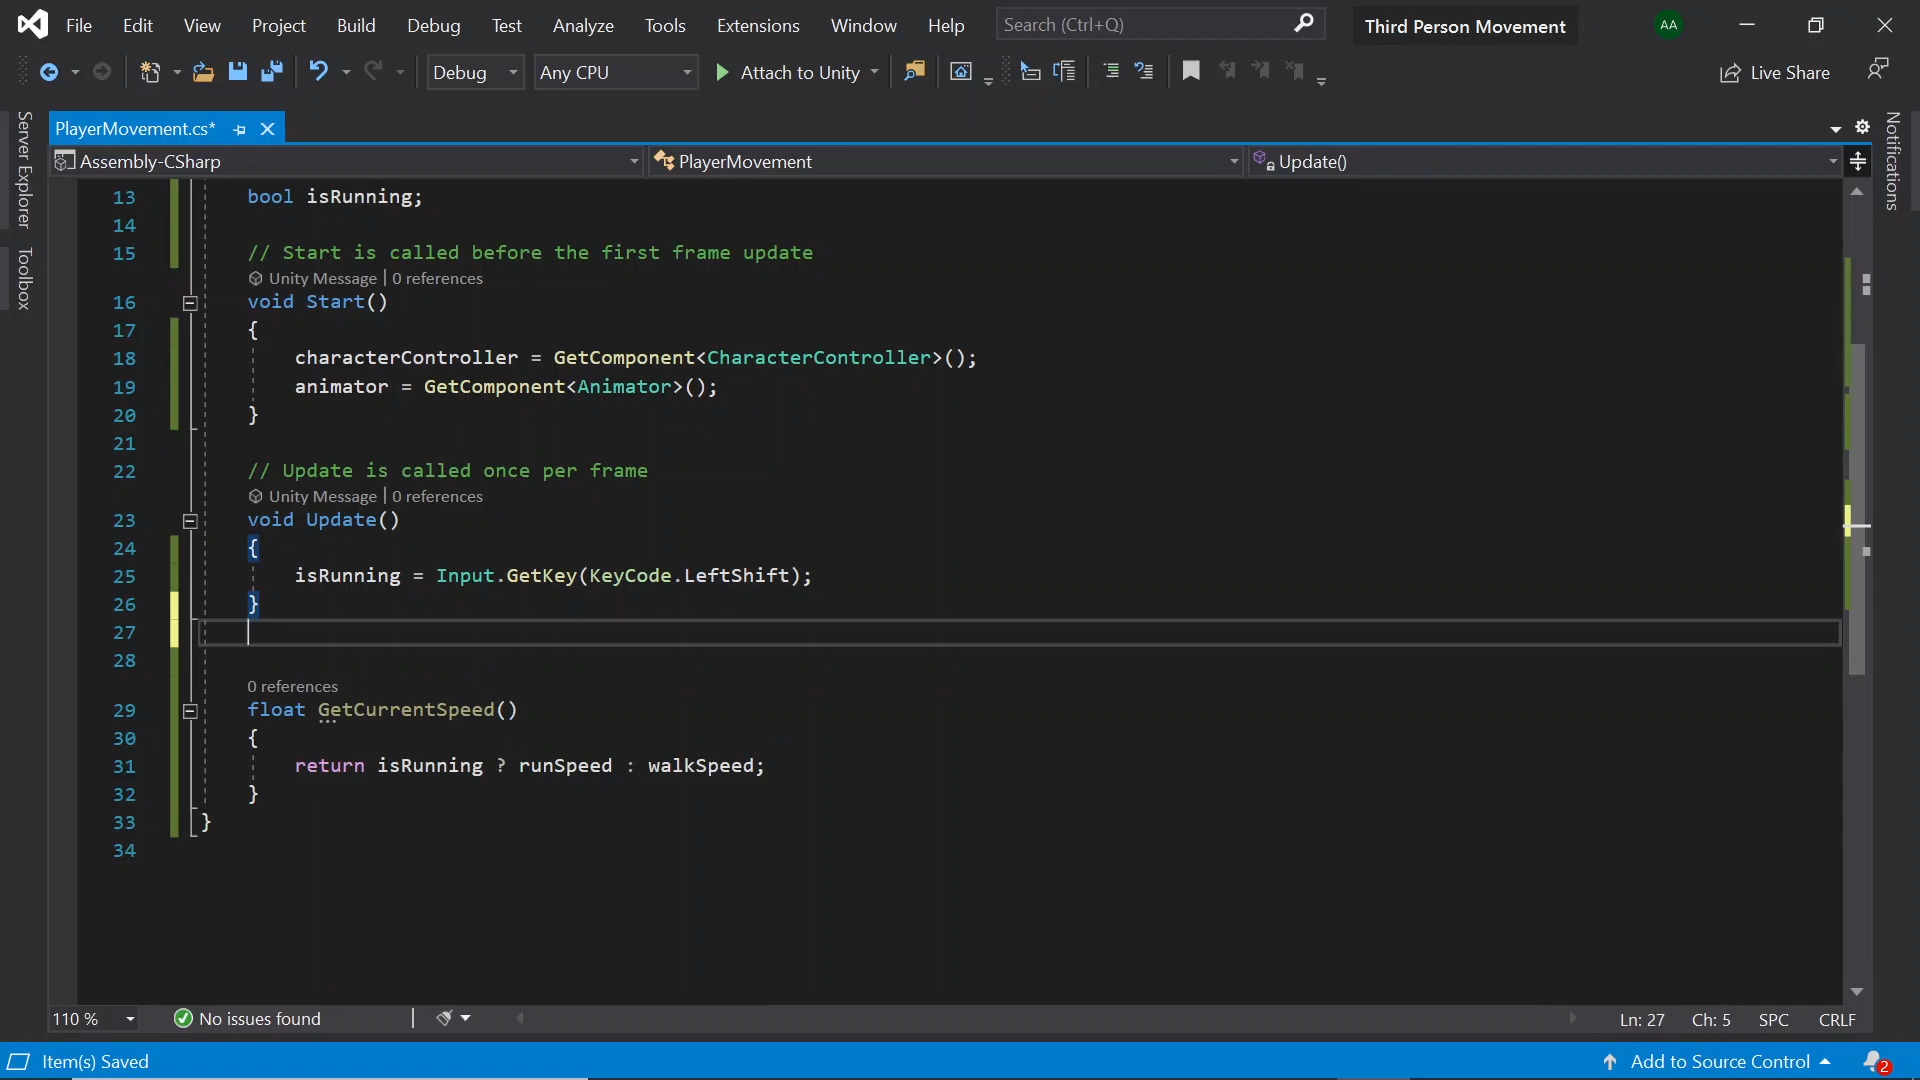 File Edit View Project Build Debug Test Analyze Tools Extensions Window Help Search (Ctrl+Q) Third Person Movement AA
Debug Any CPU Attach to Unity Live Share
Server Explorer
Toolbox
Notifications
PlayerMovement.cs*
Assembly-CSharp PlayerMovement Update()
13 bool isRunning;
14
15 // Start is called before the first frame update
Unity Message | 0 references
16 void Start()
17 {
18 characterController = GetComponent<CharacterController>();
19 animator = GetComponent<Animator>();
20 }
21
22 // Update is called once per frame
Unity Message | 0 references
23 void Update()
24 {
25 isRunning = Input.GetKey(KeyCode.LeftShift);
26 }
27
28
0 references
29 float GetCurrentSpeed()
30 {
31 return isRunning ? runSpeed : walkSpeed;
32 }
33 }
34
110 % No issues found Ln: 27 Ch: 5 SPC CRLF
Item(s) Saved Add to Source Control 2